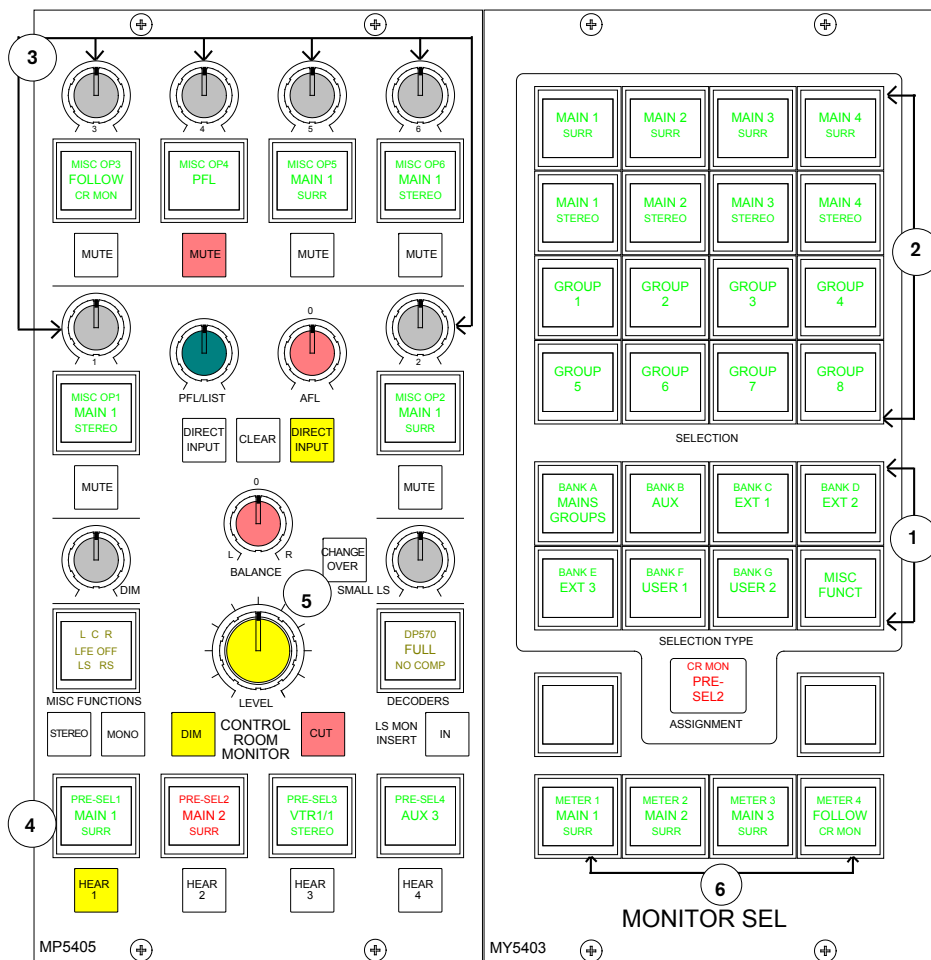 3
3
4
5
6
MISC OP3
FOLLOW
CR MON
MISC OP4
PFL
MISC OP5
MAIN 1
SURR
MISC OP6
MAIN 1
STEREO
MUTE
MUTE
MUTE
MUTE
0
1
2
PFL/LIST
AFL
MISC OP1
MAIN 1
STEREO
DIRECT
INPUT
CLEAR
DIRECT
INPUT
MISC OP2
MAIN 1
SURR
MUTE
MUTE
0
L
R
BALANCE
CHANGE
OVER
DIM
5
SMALL LS
L C R
LFE OFF
LS RS
DP570
FULL
NO COMP
MISC FUNCTIONS
LEVEL
DECODERS
STEREO
MONO
DIM
CONTROL
ROOM
MONITOR
CUT
LS MON
INSERT
IN
4
PRE-SEL1
MAIN 1
SURR
PRE-SEL2
MAIN 2
SURR
PRE-SEL3
VTR1/1
STEREO
PRE-SEL4
AUX 3
HEAR
1
HEAR
2
HEAR
3
HEAR
4
MP5405
MAIN 1
SURR
MAIN 2
SURR
MAIN 3
SURR
MAIN 4
SURR
MAIN 1
STEREO
MAIN 2
STEREO
MAIN 3
STEREO
MAIN 4
STEREO
2
GROUP
1
GROUP
2
GROUP
3
GROUP
4
GROUP
5
GROUP
6
GROUP
7
GROUP
8
SELECTION
BANK A
MAINS
GROUPS
BANK B
AUX
BANK C
EXT 1
BANK D
EXT 2
1
BANK E
EXT 3
BANK F
USER 1
BANK G
USER 2
MISC
FUNCT
SELECTION TYPE
CR MON
PRE-
SEL2
ASSIGNMENT
METER 1
MAIN 1
SURR
METER 2
MAIN 2
SURR
METER 3
MAIN 3
SURR
METER 4
FOLLOW
CR MON
6
MONITOR SEL
MY5403